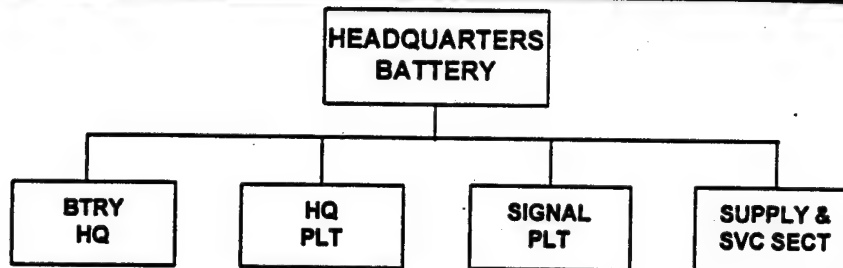 HEADQUARTERS
BATTERY
BTRY
HQ
HQ
PLT
SIGNAL
PLT
SUPPLY &
SVC SECT